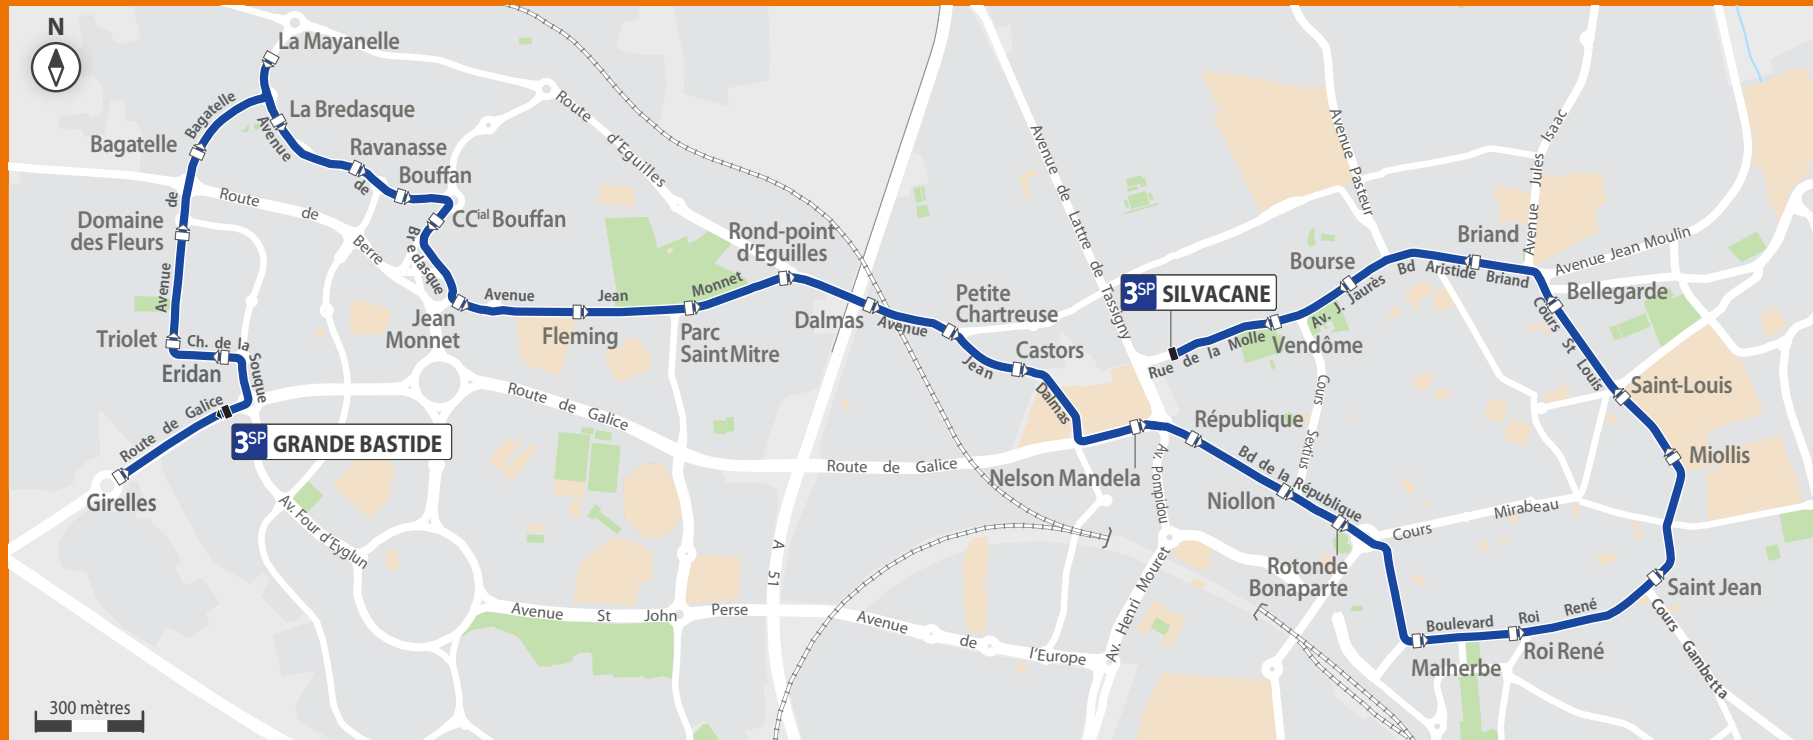 N
La Mayanelle
La Bredasque
Ravanasse
Bouffan
CCial Bouffan
Bagatelle
Avenue de Bagatelle
Avenue de Bredasque
Domaine
des Fleurs
Route de Berre
Route d'Eguilles
Triolet
Ch. de la Souque
Eridan
Route de Galice
3SP GRANDE BASTIDE
Girelles
Jean
Monnet
Avenue Jean Monnet
Fleming
Parc
Saint Mitre
Rond-point
d'Eguilles
Dalmas
Avenue Jean Dalmas
Petite
Chartreuse
Castors
Avenue de Lattre de Tassigny
Route de Galice
Route de Galice
Nelson Mandela
République
Av. Pompidou
Bd de la République
Niollon
Rotonde
Bonaparte
3SP SILVACANE
Rue de la Molle
Vendôme
Av. J. Jaurès
Bourse
Bd Aristide Briand
Briand
Avenue Pasteur
Avenue Jules Isaac
Avenue Jean Moulin
Bellegarde
Cours St Louis
Saint-Louis
Miollis
Cours Sextius
Cours Mirabeau
Saint Jean
Cours Gambetta
Boulevard Roi René
Roi René
Malherbe
Av. Four d'Eyglun
Avenue St John Perse
A 51
Avenue de l'Europe
Av. Henri Mouret
300 mètres